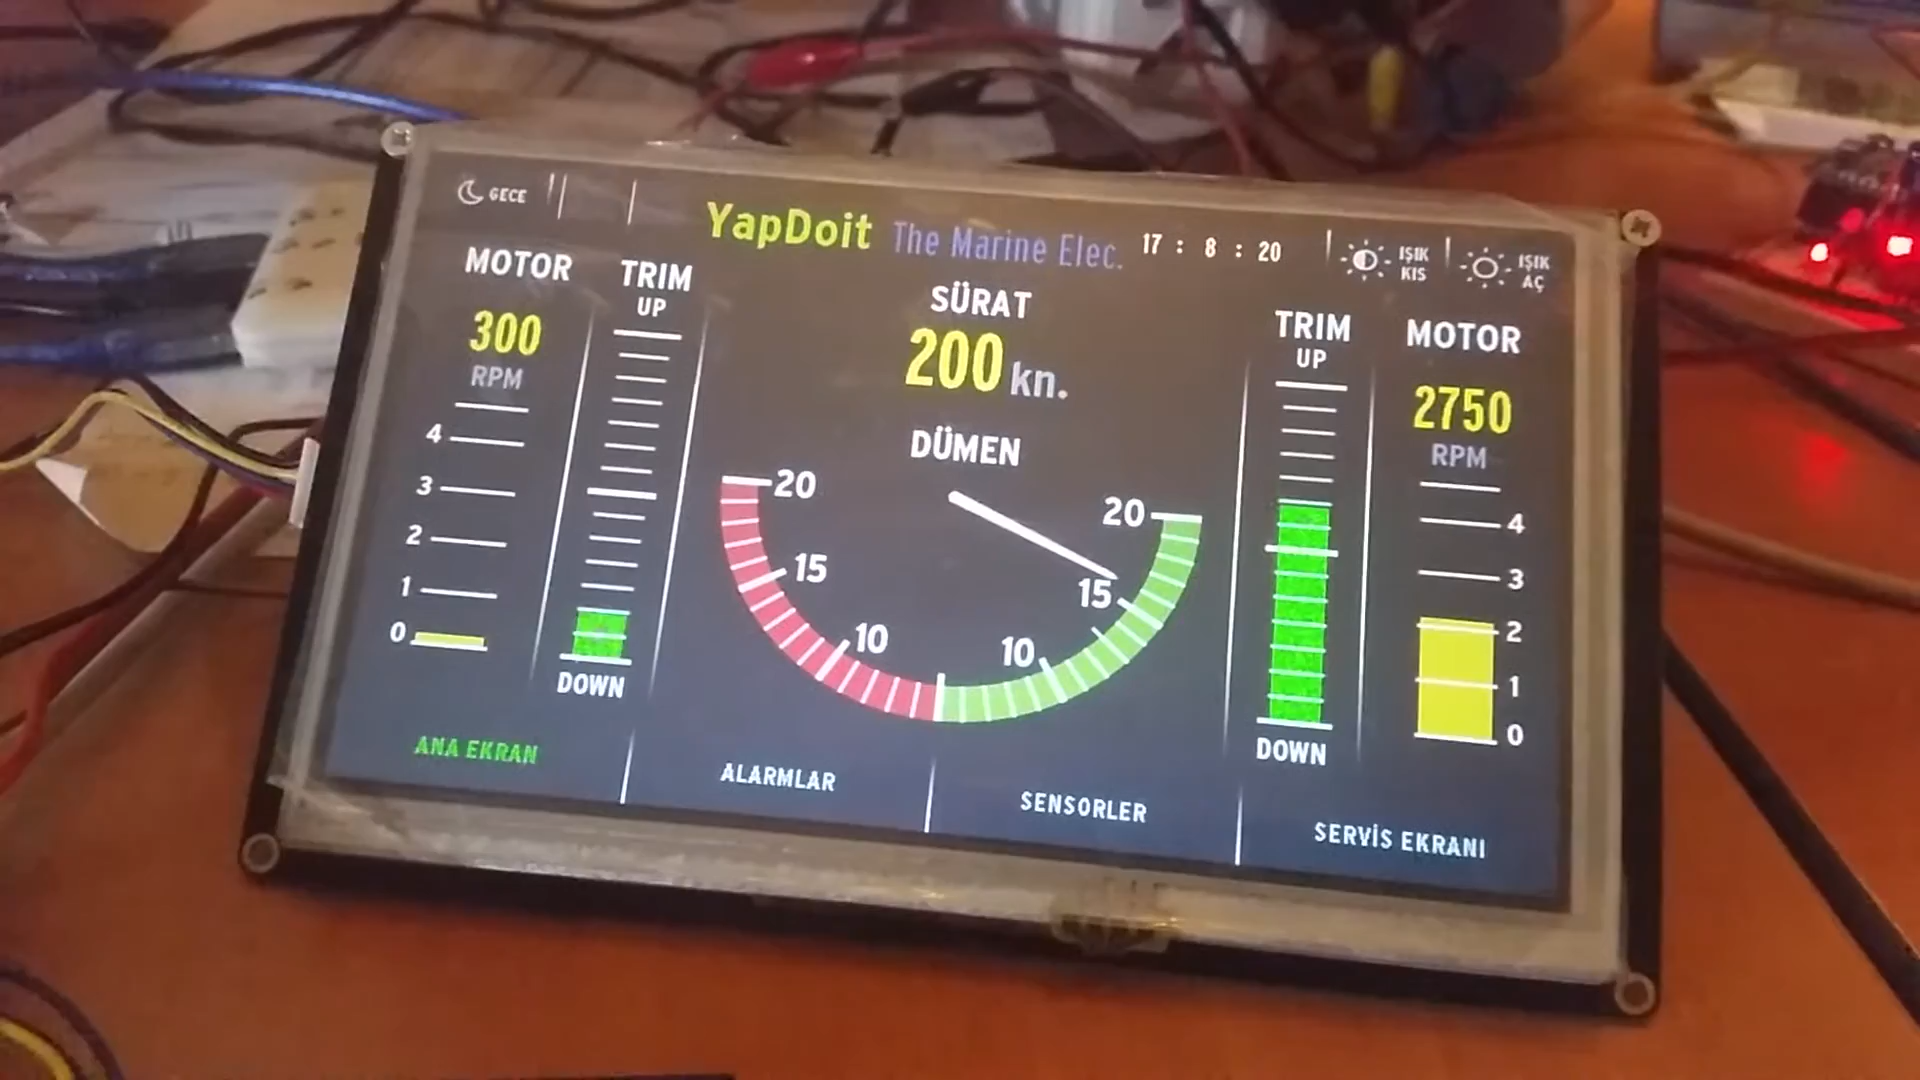 GECE
YapDoit The Marine Elec. 17 : 8 : 20
IŞIK KIS
IŞIK AÇ
MOTOR
300
RPM
4
3
2
1
0
TRIM
UP
DOWN
SÜRAT
200 kn.
DÜMEN
20
15
10
10
15
20
TRIM
UP
DOWN
MOTOR
2750
RPM
4
3
2
1
0
ANA EKRAN
ALARMLAR
SENSORLER
SERVİS EKRANI